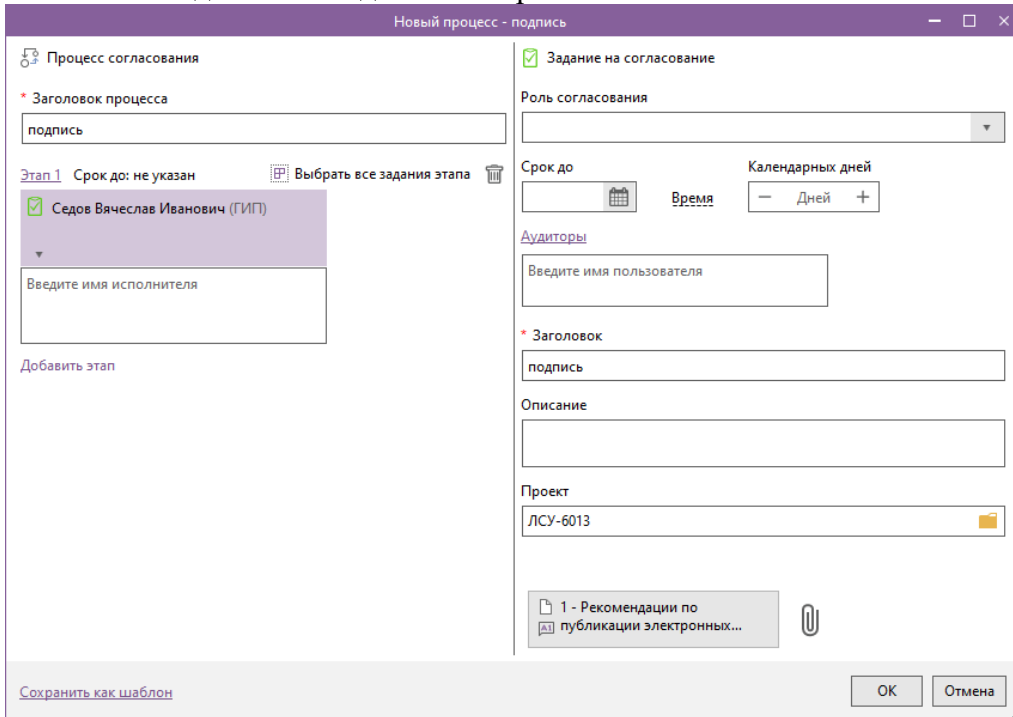 Новый процесс - подпись
Процесс согласования
* Заголовок процесса
подпись
Этап 1 Срок до: не указан Выбрать все задания этапа
Седов Вячеслав Иванович (ГИП)
Введите имя исполнителя
Добавить этап
Задание на согласование
Роль согласования
Срок до
Календарных дней
Время
— Дней +
Аудиторы
Введите имя пользователя
* Заголовок
подпись
Описание
Проект
ЛСУ-6013
1 - Рекомендации по
A1 публикации электронных...
Сохранить как шаблон
ОК Отмена